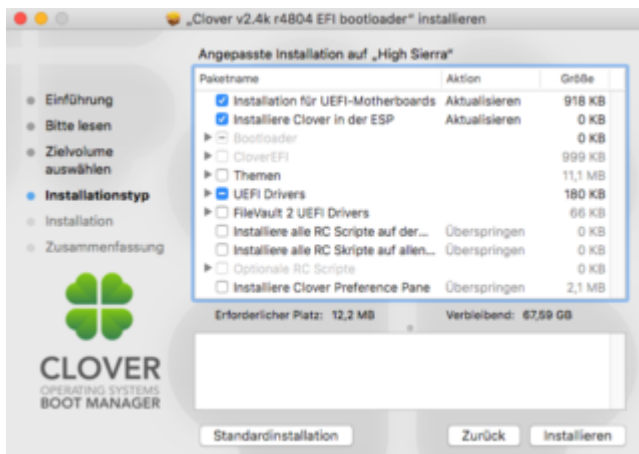 „Clover v2.4k r4804 EFI bootloader“ installieren
Angepasste Installation auf „High Sierra“
Paketname Aktion Größe
Installation für UEFI-Motherboards Aktualisieren 918 KB
Installiere Clover in der ESP Aktualisieren 0 KB
Bootloader 0 KB
CloverEFI 999 KB
Themen 11,1 MB
UEFI Drivers 180 KB
FileVault 2 UEFI Drivers 66 KB
Installiere alle RC Scripte auf der... Überspringen 0 KB
Installiere alle RC Skripte auf allen... Überspringen 0 KB
Optionale RC Scripte 0 KB
Installiere Clover Preference Pane Überspringen 2,1 MB
Erforderlicher Platz: 12,2 MB Verbleibend: 67,59 GB
Einführung
Bitte lesen
Zielvolume
auswählen
Installationstyp
Installation
Zusammenfassung
CLOVER
OPERATING SYSTEMS
BOOT MANAGER
Standardinstallation Zurück Installieren